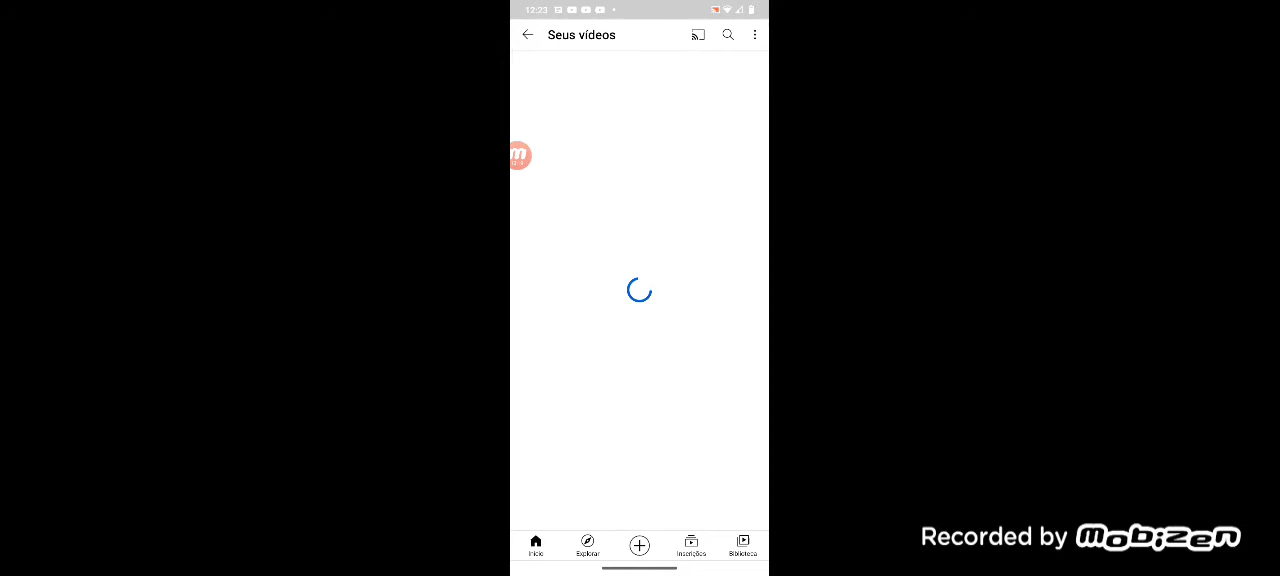 12:23
Seus vídeos
Início
Explorar
Inscrições
Biblioteca
Recorded by mobizen